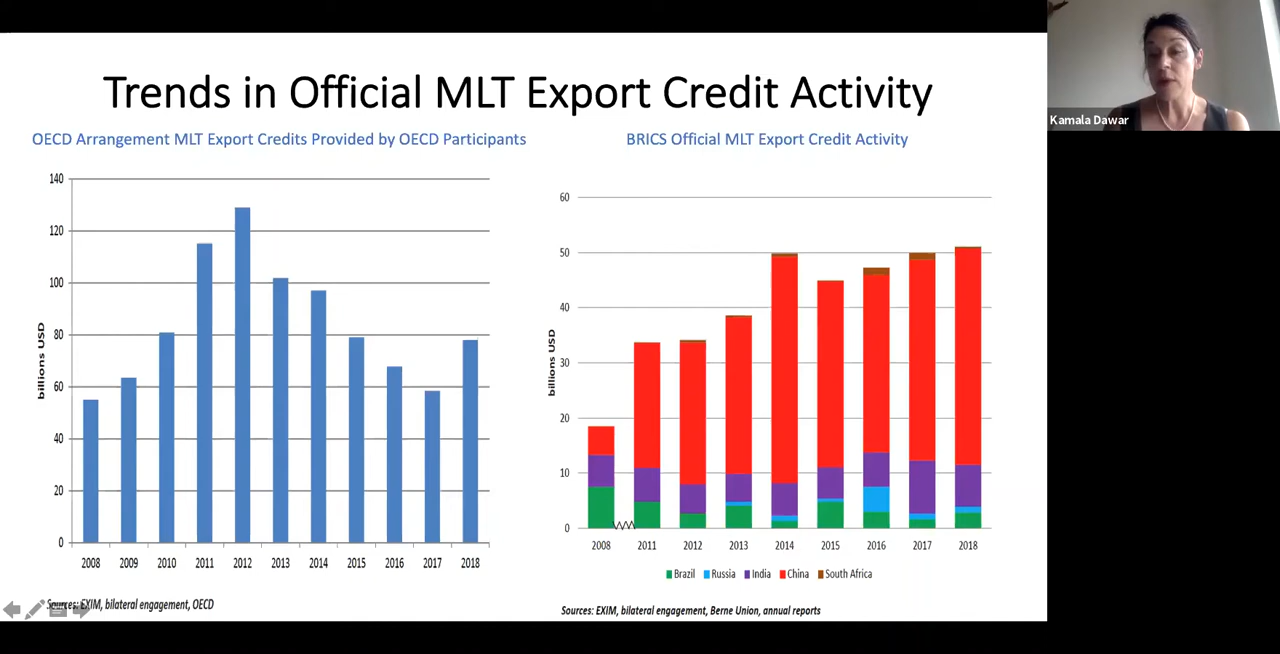 Trends in Official MLT Export Credit Activity
Kamala Dawar
OECD Arrangement MLT Export Credits Provided by OECD Participants
140
120
100
80
60
40
20
0
billions USD
2008 2009 2010 2011 2012 2013 2014 2015 2016 2017 2018
Sources: EXIM, bilateral engagement, OECD
BRICS Official MLT Export Credit Activity
60
50
40
30
20
10
0
billions USD
2008 2011 2012 2013 2014 2015 2016 2017 2018
Brazil Russia India China South Africa
Sources: EXIM, bilateral engagement, Berne Union, annual reports